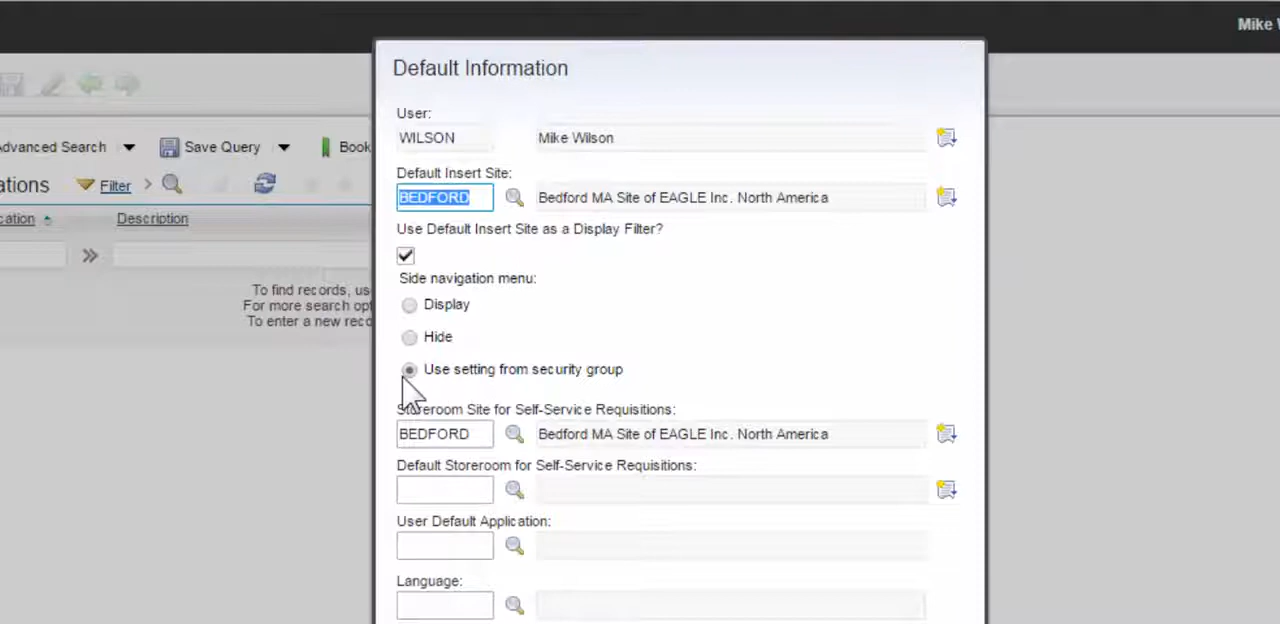 Mike
Default Information
User:
WILSON Mike Wilson
Advanced Search Save Query Book
Default Insert Site:
ations Filter
BEDFORD Bedford MA Site of EAGLE Inc. North America
cation Description
Use Default Insert Site as a Display Filter?
Side navigation menu:
To find records, us
Display
For more search opt
To enter a new reco
Hide
Use setting from security group
Storeroom Site for Self-Service Requisitions:
BEDFORD Bedford MA Site of EAGLE Inc. North America
Default Storeroom for Self-Service Requisitions:
User Default Application:
Language: